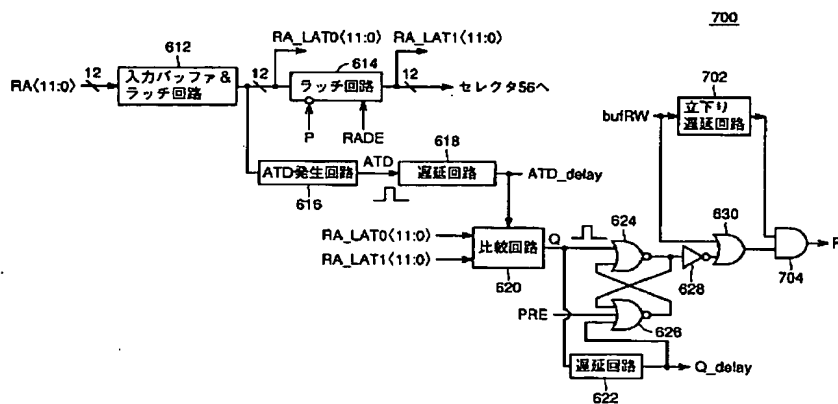 700
612
RA_LAT0⟨11:0⟩
RA_LAT1⟨11:0⟩
614
RA⟨11:0⟩
12
入力バッファ&
ラッチ回路
12
ラッチ回路
12
セレクタ56へ
P
RADE
702
bufRW
立下り
遅延回路
ATD発生回路
616
ATD
618
遅延回路
ATD_delay
RA_LAT0⟨11:0⟩
RA_LAT1⟨11:0⟩
比較回路
620
Q
624
628
630
704
P
PRE
626
遅延回路
622
Q_delay